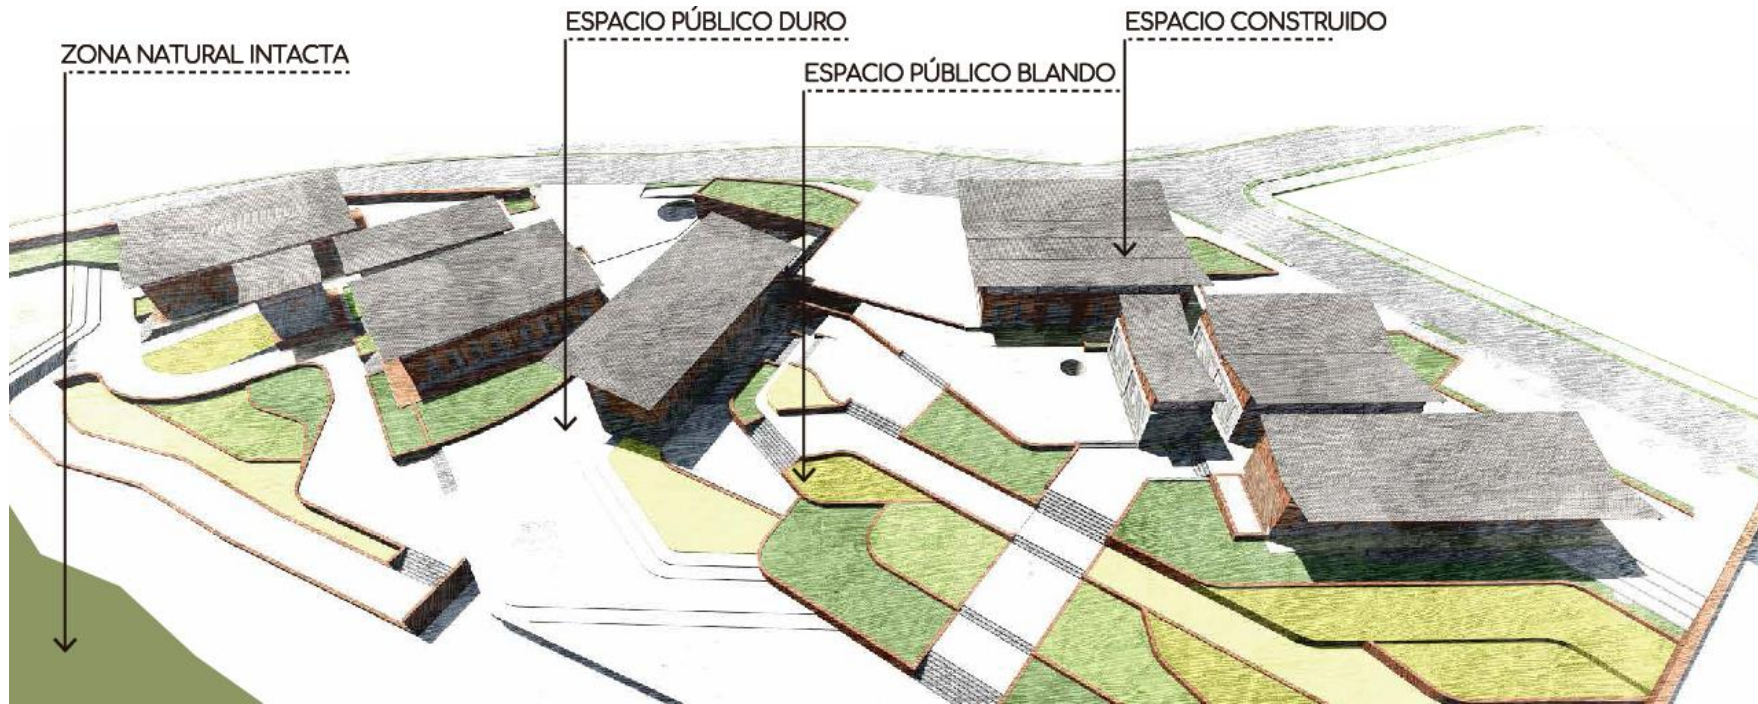 ZONA NATURAL INTACTA
ESPACIO PÚBLICO DURO
ESPACIO PÚBLICO BLANDO
ESPACIO CONSTRUIDO